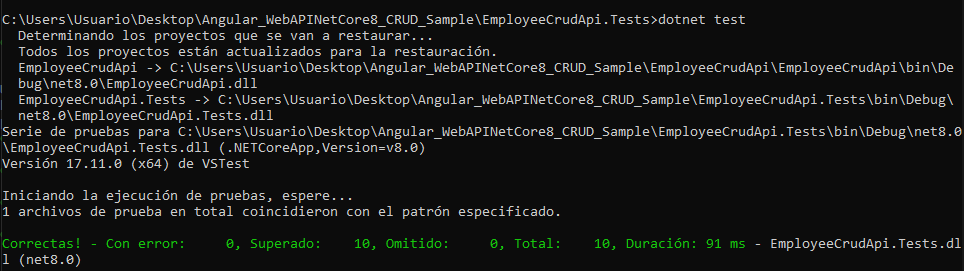 C:\Users\Usuario\Desktop\Angular_WebAPINetCore8_CRUD_Sample\EmployeeCrudApi.Tests>dotnet test
  Determinando los proyectos que se van a restaurar...
  Todos los proyectos están actualizados para la restauración.
  EmployeeCrudApi -> C:\Users\Usuario\Desktop\Angular_WebAPINetCore8_CRUD_Sample\EmployeeCrudApi\EmployeeCrudApi\bin\De
  bug\net8.0\EmployeeCrudApi.dll
  EmployeeCrudApi.Tests -> C:\Users\Usuario\Desktop\Angular_WebAPINetCore8_CRUD_Sample\EmployeeCrudApi.Tests\bin\Debug\
  net8.0\EmployeeCrudApi.Tests.dll
Serie de pruebas para C:\Users\Usuario\Desktop\Angular_WebAPINetCore8_CRUD_Sample\EmployeeCrudApi.Tests\bin\Debug\net8.0
\EmployeeCrudApi.Tests.dll (.NETCoreApp,Version=v8.0)
Versión 17.11.0 (x64) de VSTest

Iniciando la ejecución de pruebas, espere...
1 archivos de prueba en total coincidieron con el patrón especificado.

Correctas! - Con error:     0, Superado:    10, Omitido:     0, Total:    10, Duración: 91 ms - EmployeeCrudApi.Tests.dl
l (net8.0)